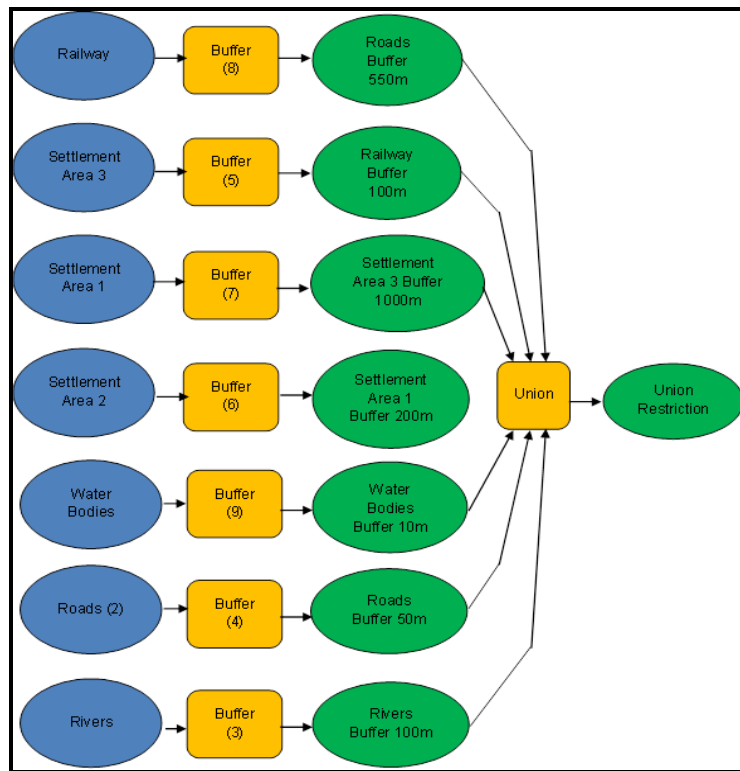 Railway
Buffer
(8)
Roads
Buffer
550m
Settlement
Area 3
Buffer
(5)
Railway
Buffer
100m
Settlement
Area 1
Buffer
(7)
Settlement
Area 3 Buffer
1000m
Settlement
Area 2
Buffer
(6)
Settlement
Area 1
Buffer 200m
Union
Union
Restriction
Water
Bodies
Buffer
(9)
Water
Bodies
Buffer 10m
Roads (2)
Buffer
(4)
Roads
Buffer 50m
Rivers
Buffer
(3)
Rivers
Buffer 100m